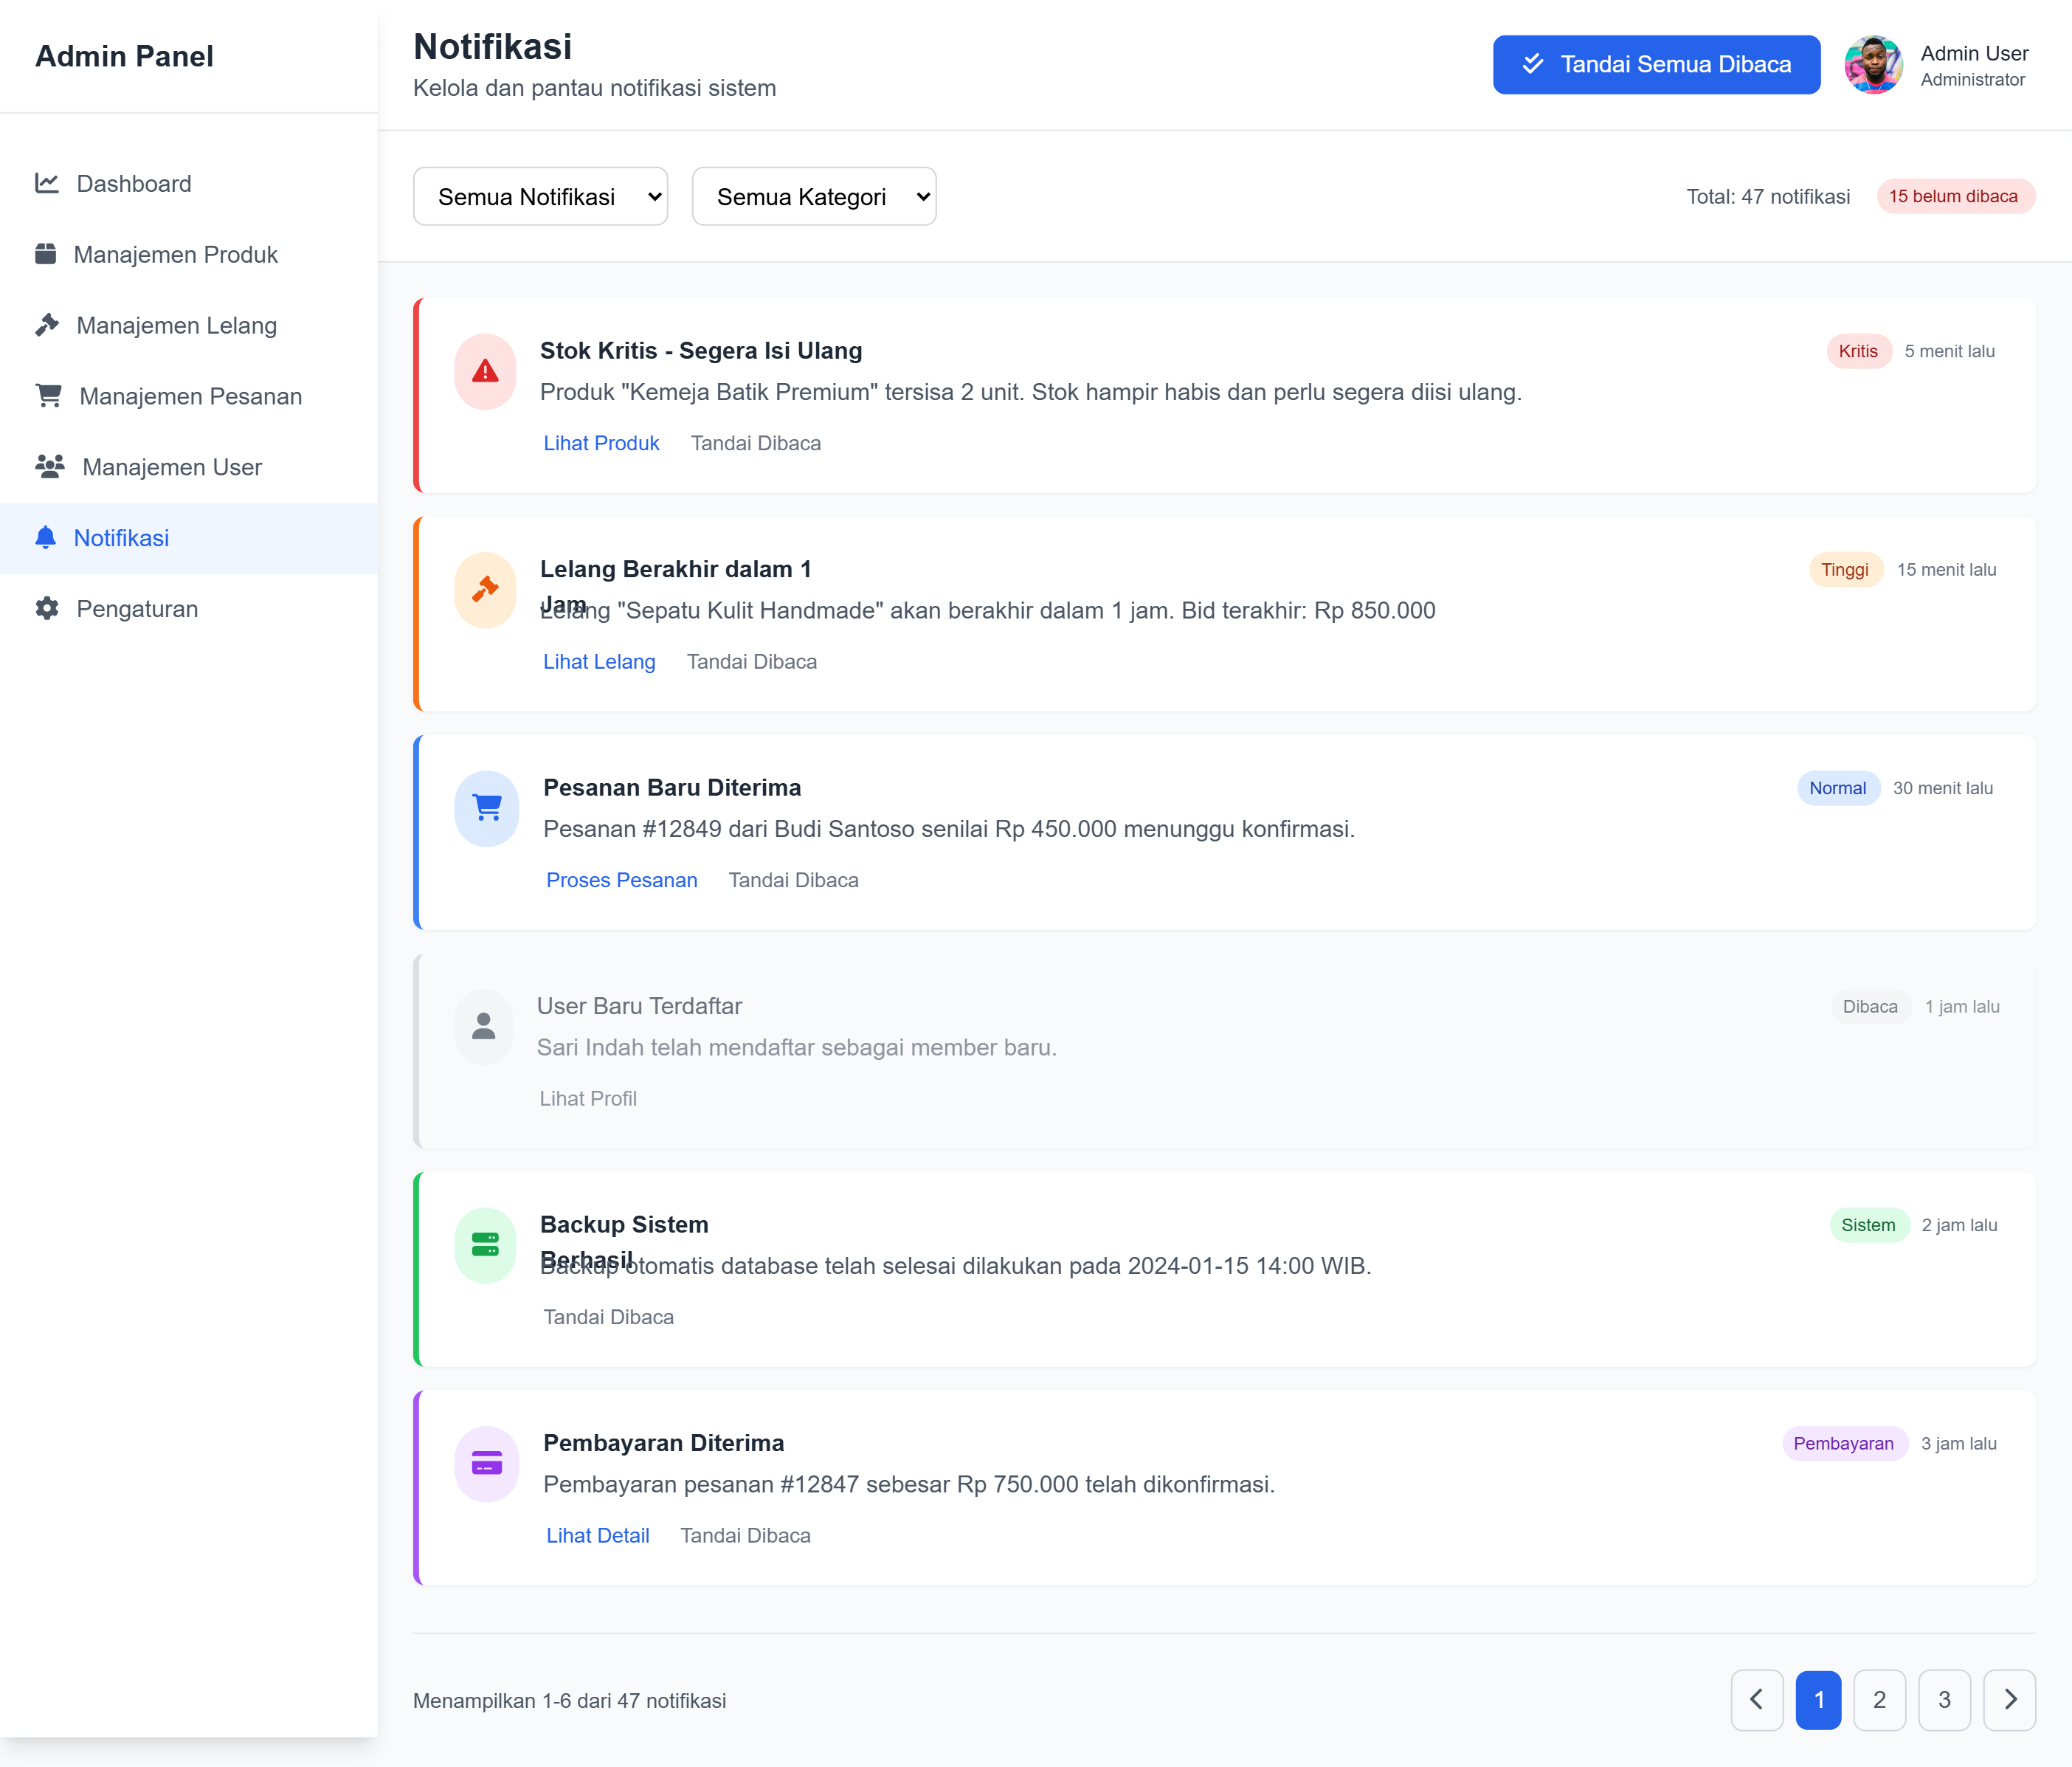 Admin Panel
Dashboard
Manajemen Produk
Manajemen Lelang
Manajemen Pesanan
Manajemen User
Notifikasi
Pengaturan
Notifikasi
Kelola dan pantau notifikasi sistem
Tandai Semua Dibaca
Admin User
Administrator
Semua Notifikasi
Semua Kategori
Total: 47 notifikasi
15 belum dibaca
Stok Kritis - Segera Isi Ulang
Kritis
5 menit lalu
Produk "Kemeja Batik Premium" tersisa 2 unit. Stok hampir habis dan perlu segera diisi ulang.
Lihat Produk
Tandai Dibaca
Lelang Berakhir dalam 1
Jam
Tinggi
15 menit lalu
Lelang "Sepatu Kulit Handmade" akan berakhir dalam 1 jam. Bid terakhir: Rp 850.000
Lihat Lelang
Tandai Dibaca
Pesanan Baru Diterima
Normal
30 menit lalu
Pesanan #12849 dari Budi Santoso senilai Rp 450.000 menunggu konfirmasi.
Proses Pesanan
Tandai Dibaca
User Baru Terdaftar
Dibaca
1 jam lalu
Sari Indah telah mendaftar sebagai member baru.
Lihat Profil
Backup Sistem
Berhasil
Sistem
2 jam lalu
Backup otomatis database telah selesai dilakukan pada 2024-01-15 14:00 WIB.
Tandai Dibaca
Pembayaran Diterima
Pembayaran
3 jam lalu
Pembayaran pesanan #12847 sebesar Rp 750.000 telah dikonfirmasi.
Lihat Detail
Tandai Dibaca
Menampilkan 1-6 dari 47 notifikasi
1
2
3